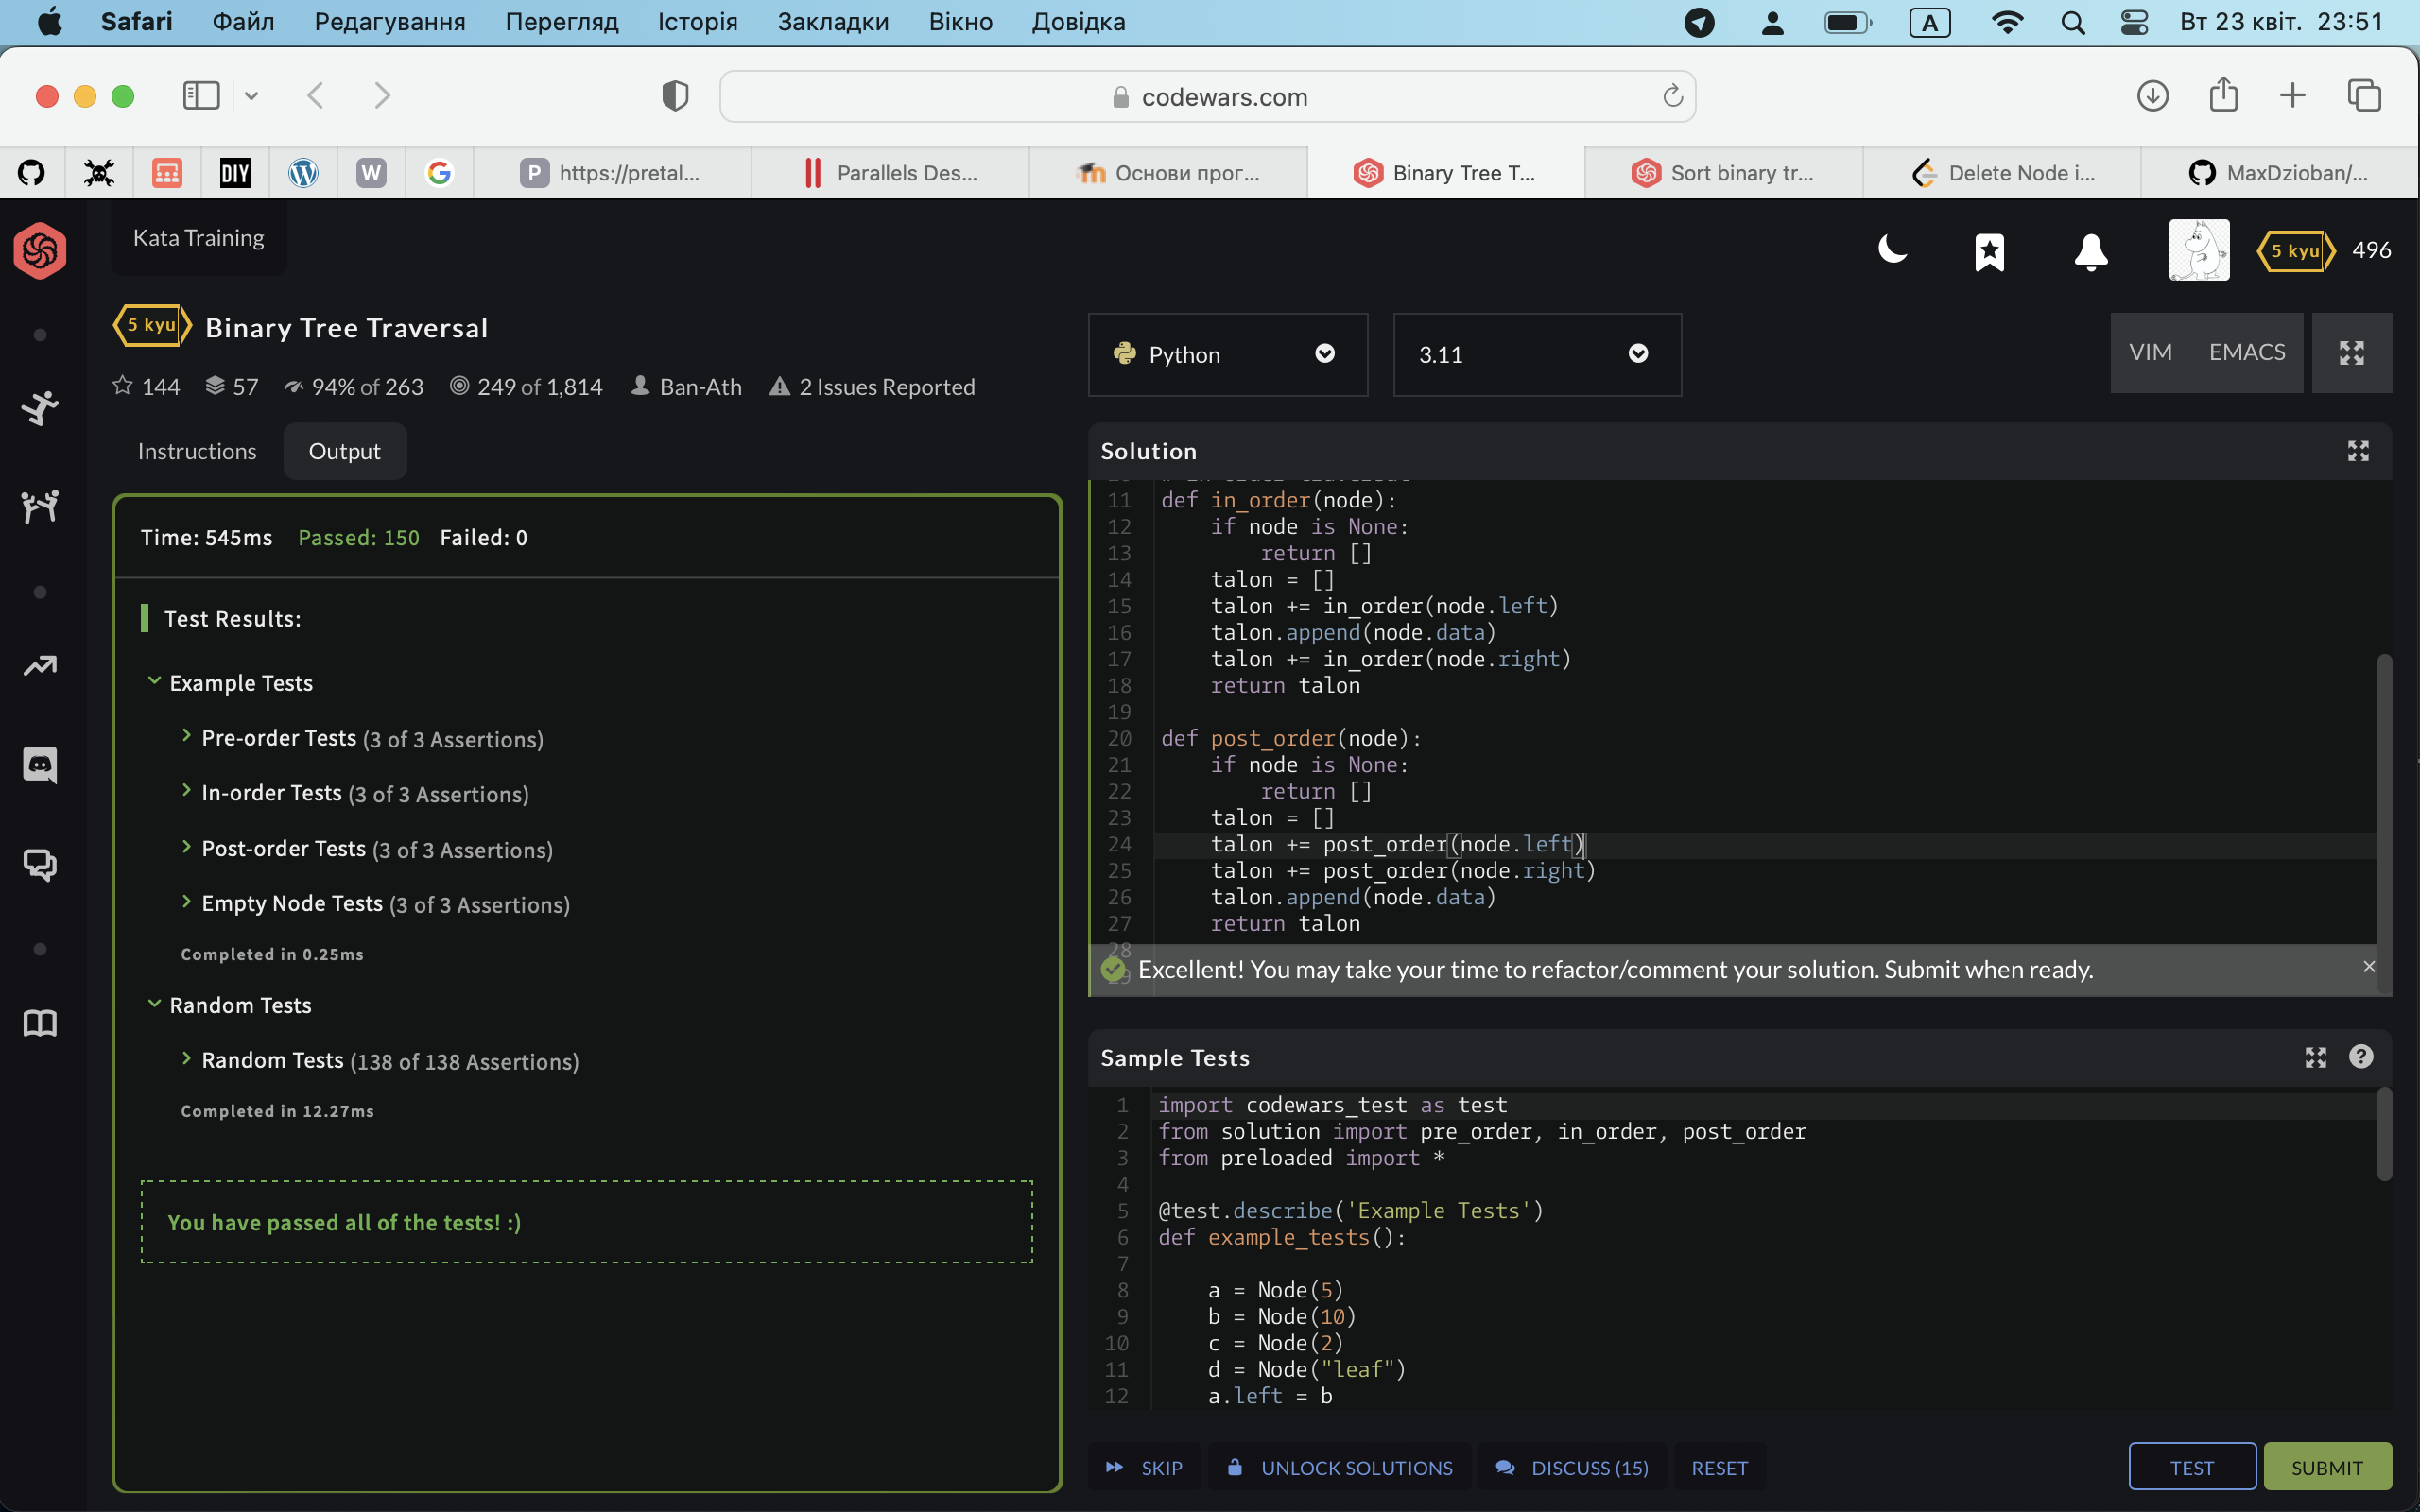 Safari Файл Редагування Перегляд Історія Закладки Вікно Довідка A Вт 23 квіт. 23:51
codewars.com
DIY W G P https://pretal... Parallels Des... Основи прог... Binary Tree T... Sort binary tr... Delete Node i... MaxDzioban/...
Kata Training
5 kyu 496
5 kyu Binary Tree Traversal
144 57 94% of 263 249 of 1,814 Ban-Ath 2 Issues Reported
Python 3.11 VIM EMACS
Instructions Output
Time: 545ms Passed: 150 Failed: 0
Test Results:
Example Tests
Pre-order Tests (3 of 3 Assertions)
In-order Tests (3 of 3 Assertions)
Post-order Tests (3 of 3 Assertions)
Empty Node Tests (3 of 3 Assertions)
Completed in 0.25ms
Random Tests
Random Tests (138 of 138 Assertions)
Completed in 12.27ms
You have passed all of the tests! :)
Solution
11 def in_order(node):
12 if node is None:
13 return []
14 talon = []
15 talon += in_order(node.left)
16 talon.append(node.data)
17 talon += in_order(node.right)
18 return talon
19
20 def post_order(node):
21 if node is None:
22 return []
23 talon = []
24 talon += post_order(node.left)
25 talon += post_order(node.right)
26 talon.append(node.data)
27 return talon
28
29
Excellent! You may take your time to refactor/comment your solution. Submit when ready.
Sample Tests
1 import codewars_test as test
2 from solution import pre_order, in_order, post_order
3 from preloaded import *
4
5 @test.describe('Example Tests')
6 def example_tests():
7
8 a = Node(5)
9 b = Node(10)
10 c = Node(2)
11 d = Node("leaf")
12 a.left = b
SKIP UNLOCK SOLUTIONS DISCUSS (15) RESET TEST SUBMIT